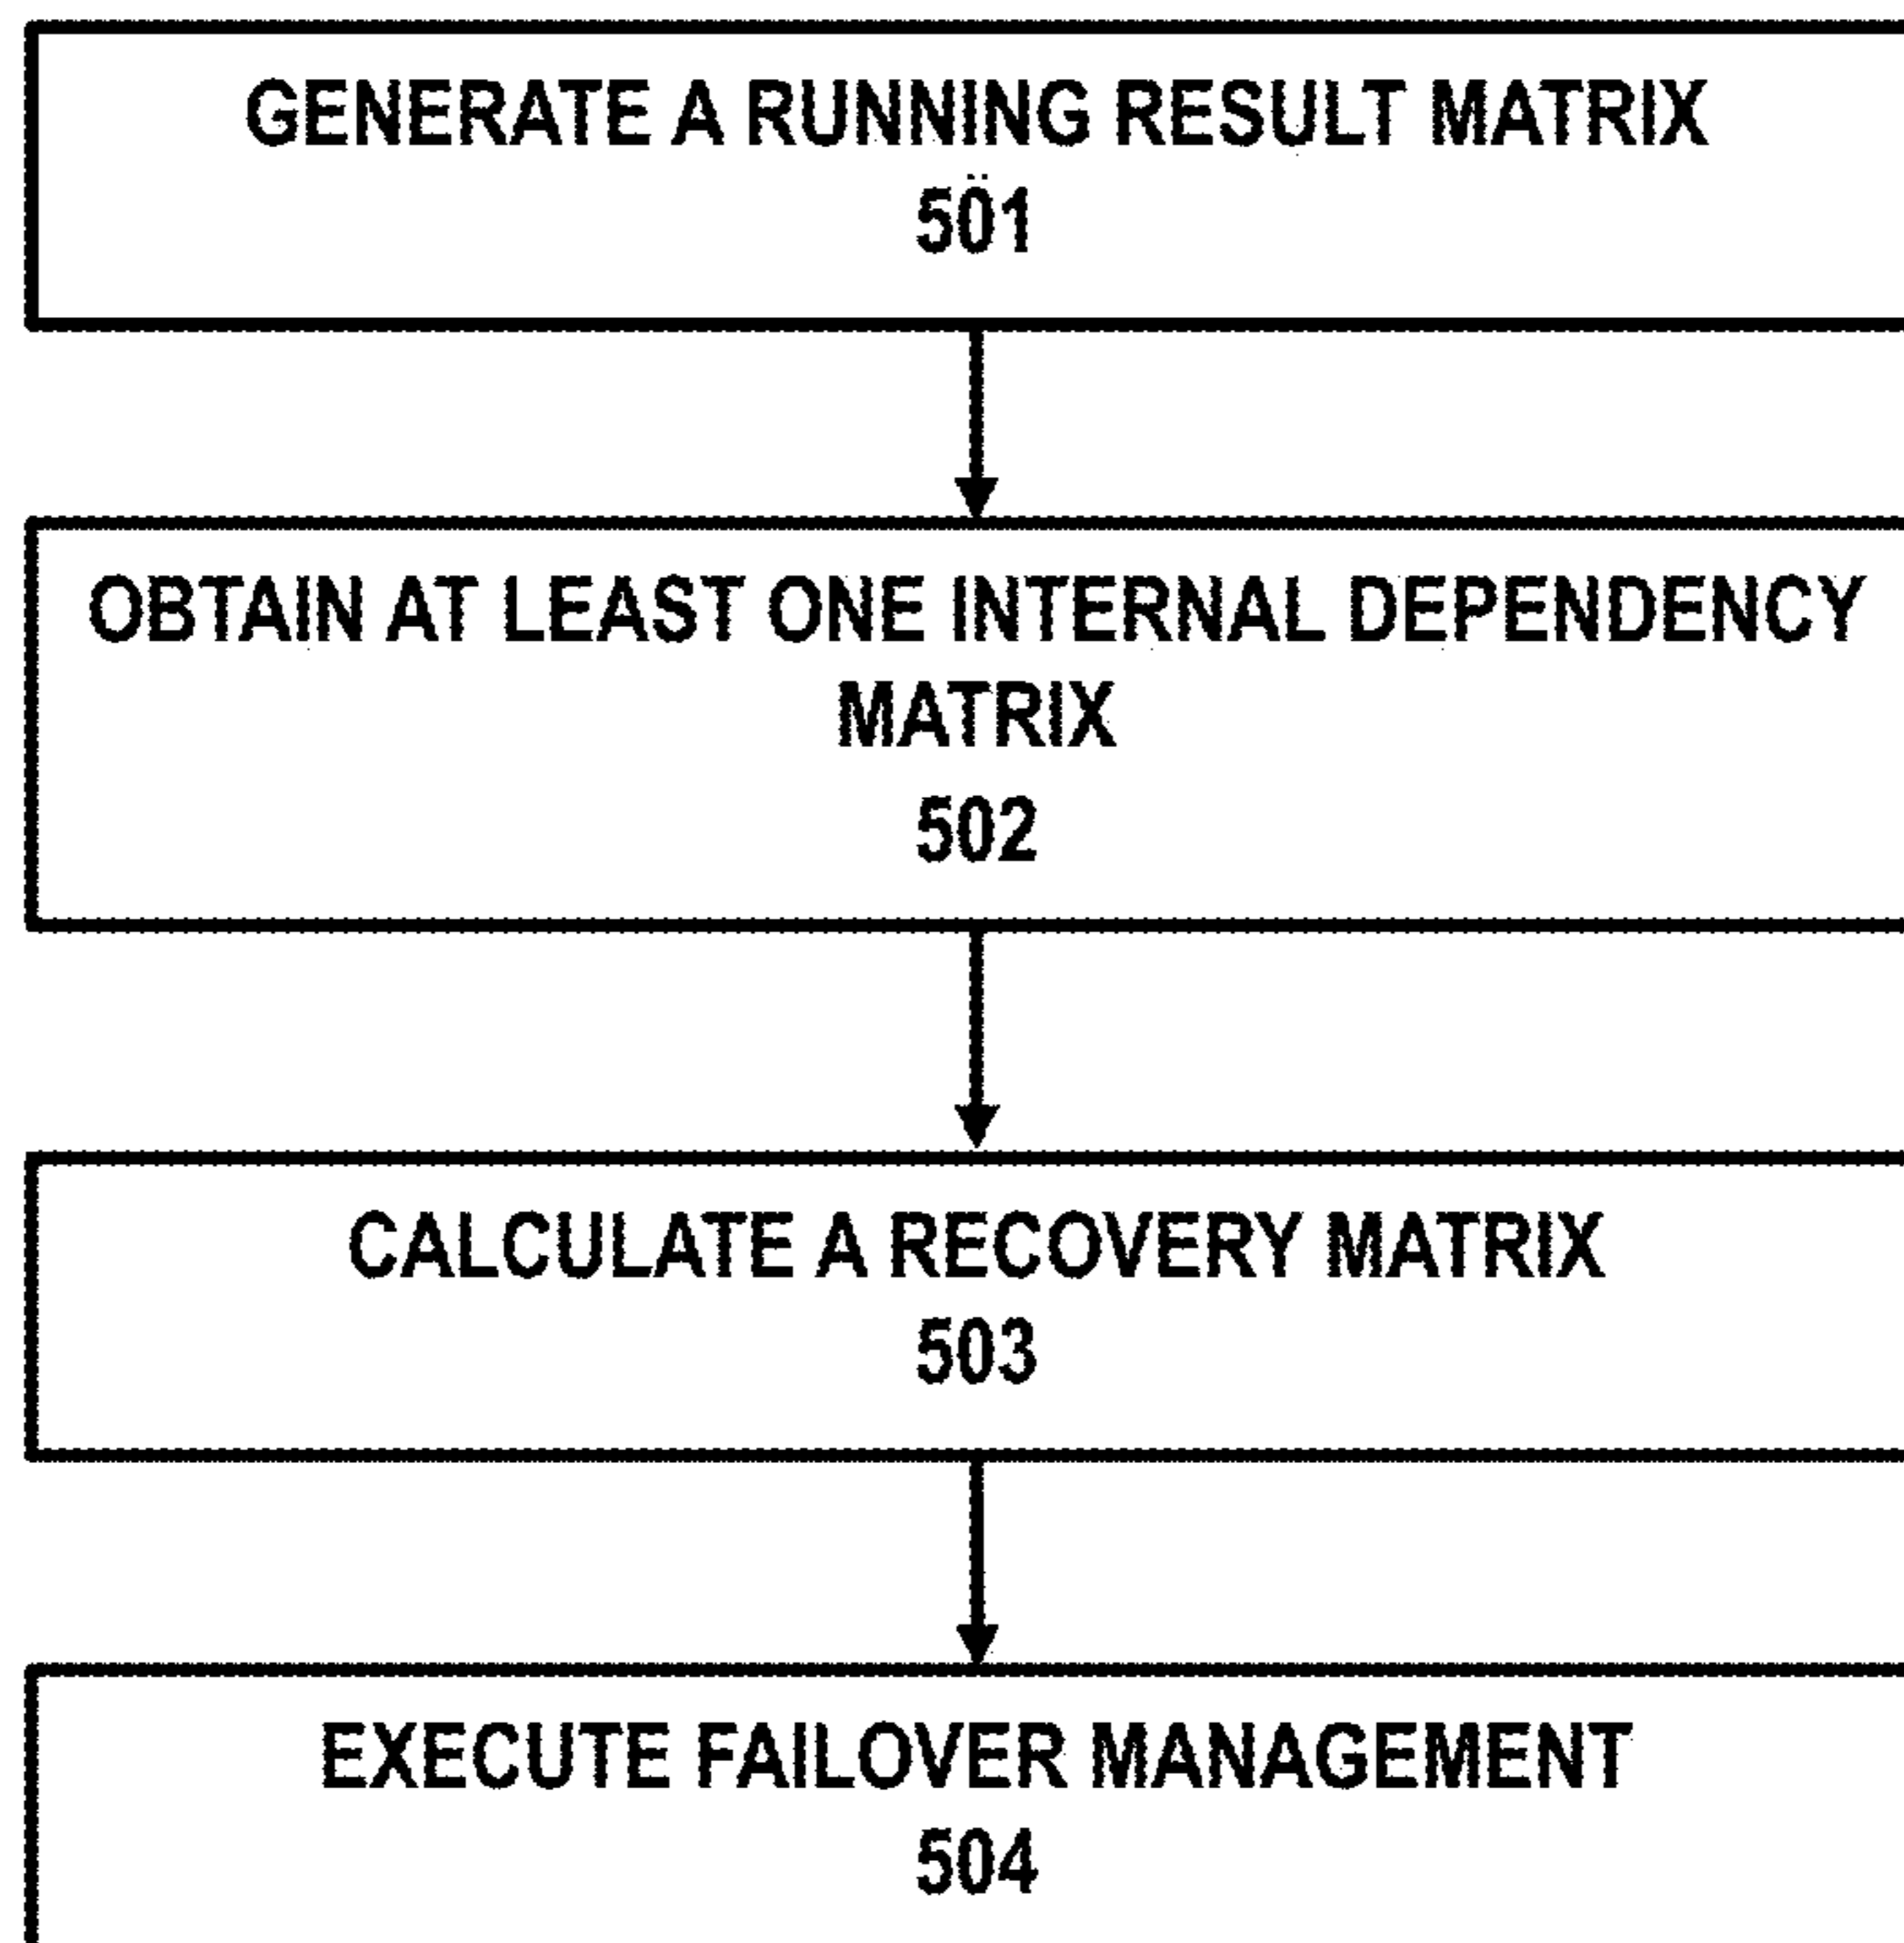 GENERATE A RUNNING RESULT MATRIX
501
OBTAIN AT LEAST ONE INTERNAL DEPENDENCY
MATRIX
502
CALCULATE A RECOVERY MATRIX
503
EXECUTE FAILOVER MANAGEMENT
504